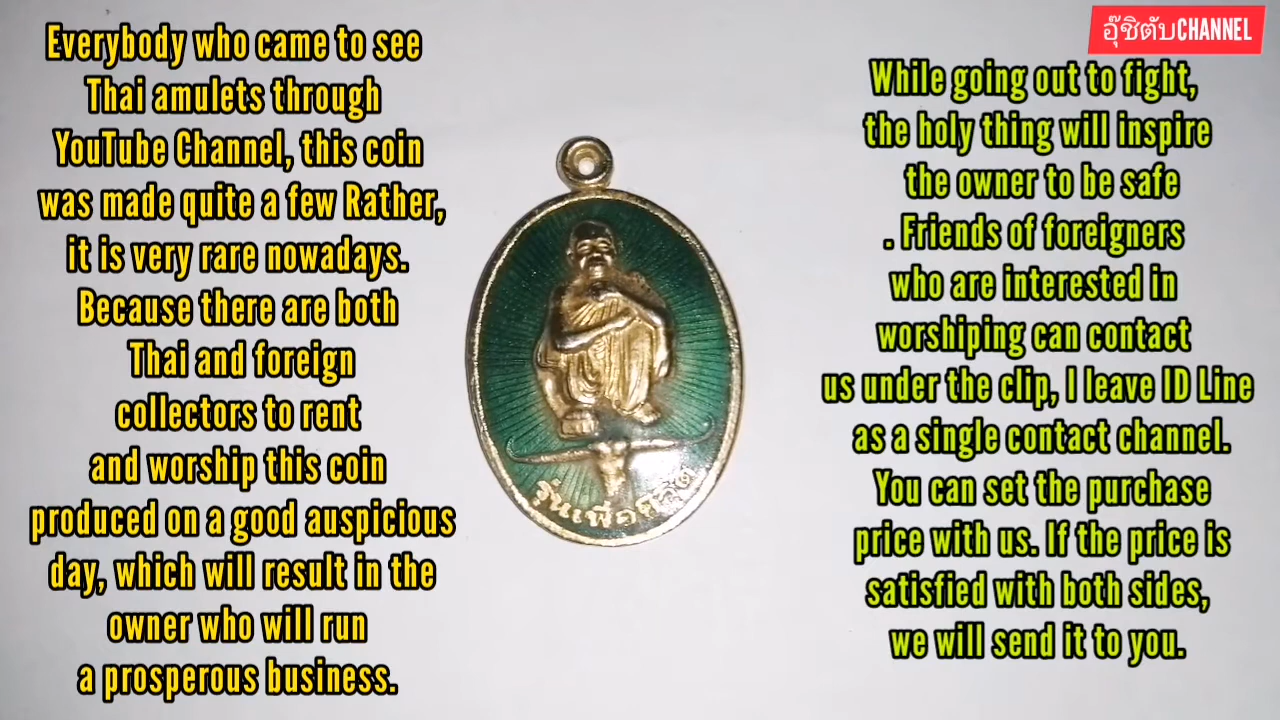 อุ๊ชิตับCHANNEL
Everybody who came to see
Thai amulets through
YouTube Channel, this coin
was made quite a few Rather,
it is very rare nowadays.
Because there are both
Thai and foreign
collectors to rent
and worship this coin
produced on a good auspicious
day, which will result in the
owner who will run
a prosperous business.
While going out to fight,
the holy thing will inspire
the owner to be safe
. Friends of foreigners
who are interested in
worshiping can contact
us under the clip, I leave ID Line
as a single contact channel.
You can set the purchase
price with us. If the price is
satisfied with both sides,
we will send it to you.